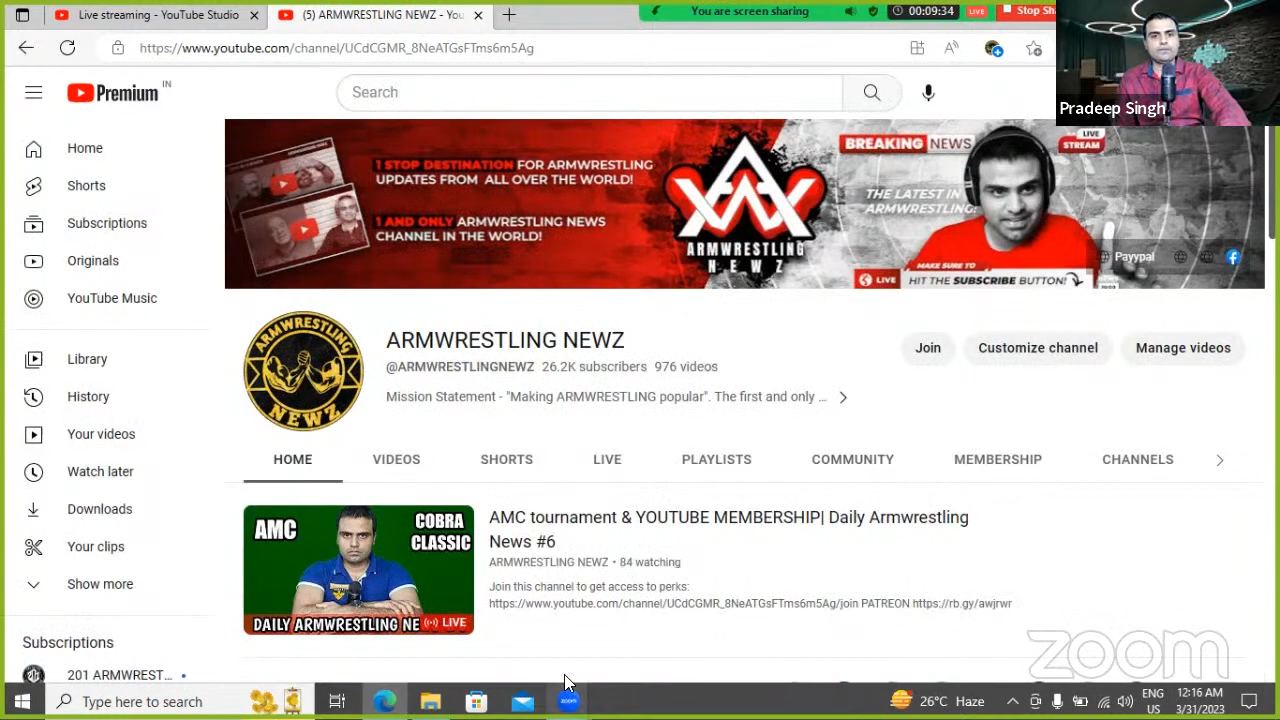 Live streaming - YouTube Studio
(5) ARMWRESTLING NEWZ - You
You are screen sharing
00:09:34
LIVE
Stop Sh
https://www.youtube.com/channel/UCdCGMR_8NeATGsFTms6m5Ag
Pradeep Singh
Premium IN
Search
Home
Shorts
Subscriptions
Originals
YouTube Music
Library
History
Your videos
Watch later
Downloads
Your clips
Show more
Subscriptions
201 ARMWREST...
1 STOP DESTINATION FOR ARMWRESTLING
UPDATES FROM ALL OVER THE WORLD!
1 AND ONLY ARMWRESTLING NEWS
CHANNEL IN THE WORLD!
ARMWRESTLING
NEWZ
BREAKING NEWS
LIVE
STREAM
THE LATEST IN
ARMWRESTLING!
Payypal
MAKE SURE TO
LIVE
HIT THE SUBSCRIBE BUTTON!
ARMWRESTLING
NEWZ
ARMWRESTLING NEWZ
@ARMWRESTLINGNEWZ 26.2K subscribers 976 videos
Mission Statement - "Making ARMWRESTLING popular". The first and only ...
Join
Customize channel
Manage videos
HOME
VIDEOS
SHORTS
LIVE
PLAYLISTS
COMMUNITY
MEMBERSHIP
CHANNELS
AMC
COBRA
CLASSIC
DAILY ARMWRESTLING NE
LIVE
AMC tournament & YOUTUBE MEMBERSHIP| Daily Armwrestling
News #6
ARMWRESTLING NEWZ • 84 watching
Join this channel to get access to perks:
https://www.youtube.com/channel/UCdCGMR_8NeATGsFTms6m5Ag/join PATREON https://rb.gy/awjrwr
zoom
Type here to search
zoom
26°C Haze
ENG
US
12:16 AM
3/31/2023